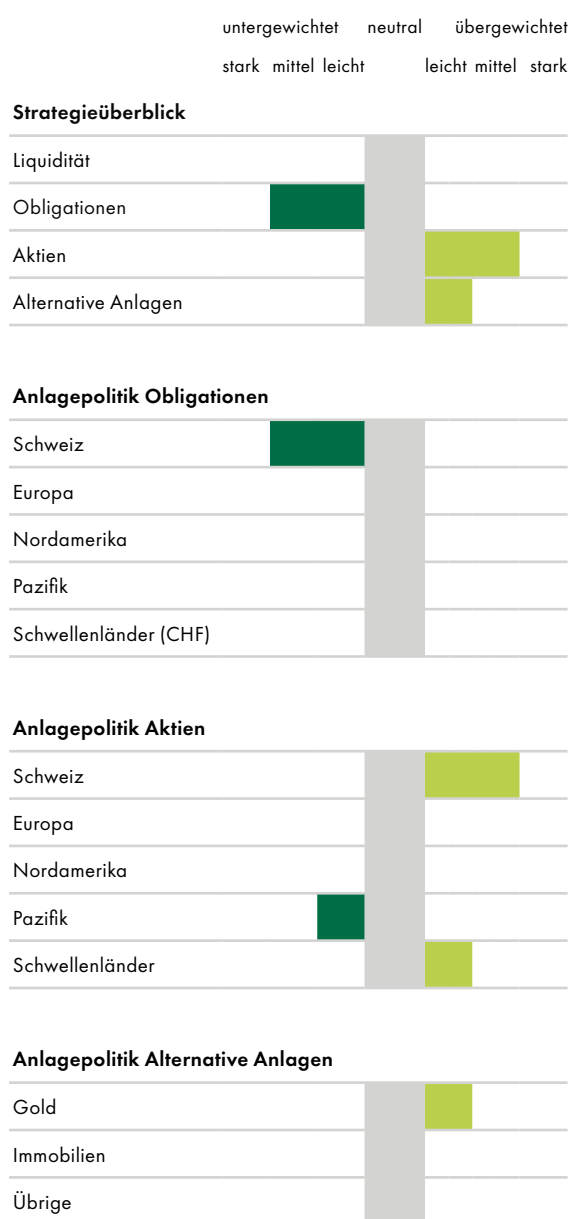 untergewichtet neutral übergewichtet
stark mittel leicht leicht mittel stark
Strategieüberblick
Liquidität
Obligationen
Aktien
Alternative Anlagen
Anlagepolitik Obligationen
Schweiz
Europa
Nordamerika
Pazifik
Schwellenländer (CHF)
Anlagepolitik Aktien
Schweiz
Europa
Nordamerika
Pazifik
Schwellenländer
Anlagepolitik Alternative Anlagen
Gold
Immobilien
Übrige